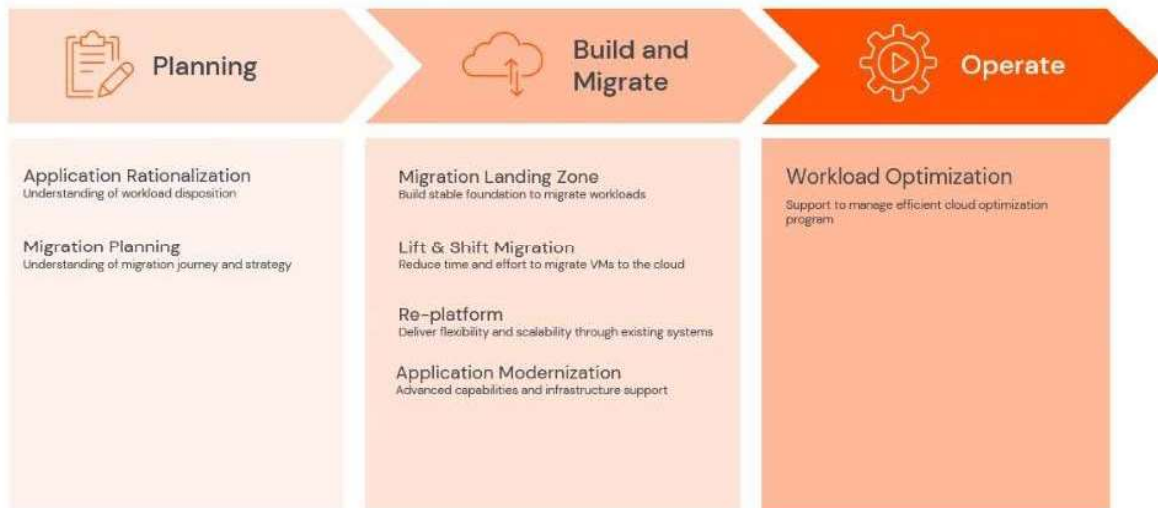 Planning
Build and
Migrate
Operate
Application Rationalization
Understanding of workload disposition
Migration Planning
Understanding of migration journey and strategy
Migration Landing Zone
Build stable foundation to migrate workloads
Lift & Shift Migration
Reduce time and effort to migrate VMs to the cloud
Re-platform
Deliver flexibility and scalability through existing systems
Application Modernization
Advanced capabilities and infrastructure support
Workload Optimization
Support to manage efficient cloud optimization
program